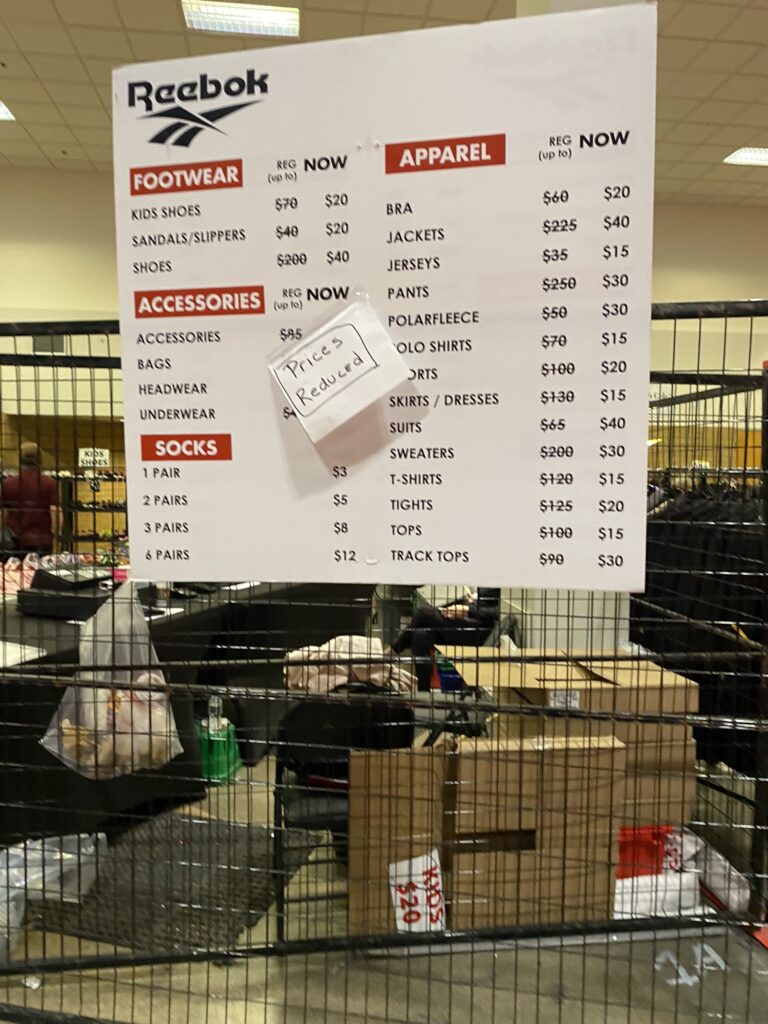 Reebok
FOOTWEAR REG (up to) NOW
KIDS SHOES $70 $20
SANDALS/SLIPPERS $40 $20
SHOES $200 $40
ACCESSORIES REG (up to) NOW
ACCESSORIES $85
BAGS
HEADWEAR
UNDERWEAR
Prices
Reduced
SOCKS
1 PAIR $3
2 PAIRS $5
3 PAIRS $8
6 PAIRS $12
APPAREL REG (up to) NOW
BRA $60 $20
JACKETS $225 $40
JERSEYS $35 $15
PANTS $250 $30
POLARFLEECE $50 $30
OLO SHIRTS $70 $15
ORTS $100 $20
SKIRTS / DRESSES $130 $15
SUITS $65 $40
SWEATERS $200 $30
T-SHIRTS $120 $15
TIGHTS $125 $20
TOPS $100 $15
TRACK TOPS $90 $30
KIDS
SHOES
KIDS
$20